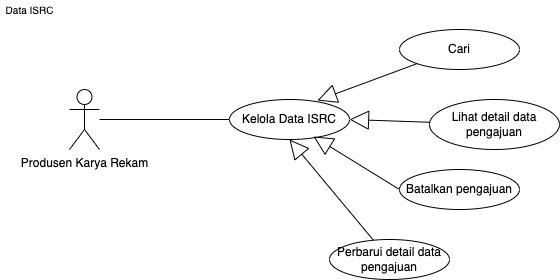 Data ISRC
Cari
Kelola Data ISRC
Lihat detail data
pengajuan
Produsen Karya Rekam
Batalkan pengajuan
Perbarui detail data
pengajuan